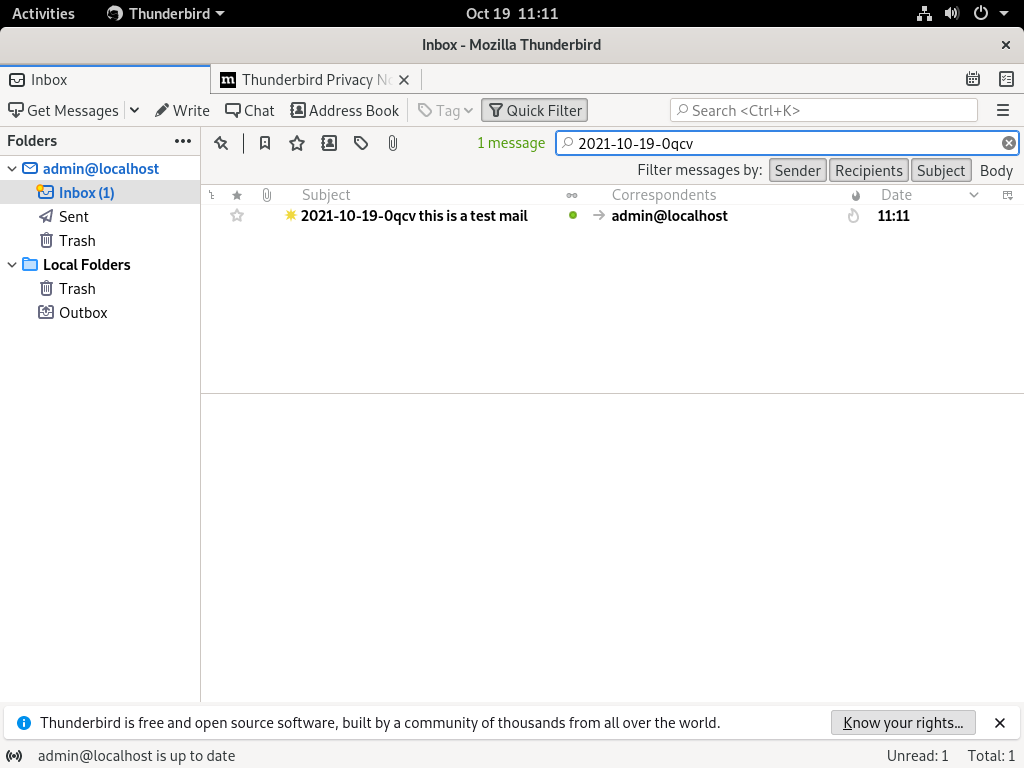 Activities
Thunderbird
Oct 19 11:11
Inbox - Mozilla Thunderbird
Inbox
Thunderbird Privacy No
Get Messages
Write
Chat
Address Book
Tag
Quick Filter
Search <Ctrl+K>
Folders
1 message
2021-10-19-0qcv
Filter messages by:
Sender
Recipients
Subject
Body
admin@localhost
Inbox (1)
Sent
Trash
Local Folders
Trash
Outbox
Subject
Correspondents
Date
2021-10-19-0qcv this is a test mail
admin@localhost
11:11
Thunderbird is free and open source software, built by a community of thousands from all over the world.
Know your rights...
admin@localhost is up to date
Unread: 1
Total: 1